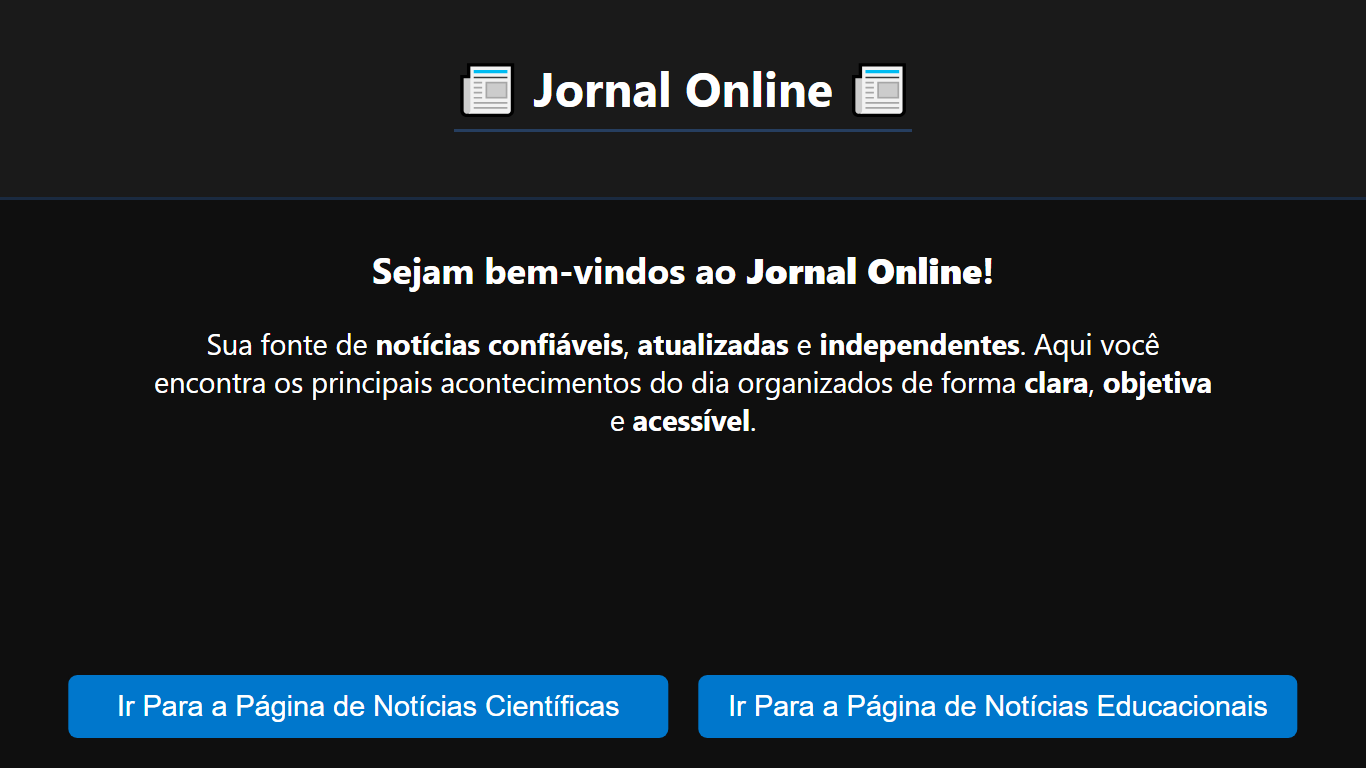 Jornal Online
Sejam bem-vindos ao Jornal Online!
Sua fonte de notícias confiáveis, atualizadas e independentes. Aqui você
encontra os principais acontecimentos do dia organizados de forma clara, objetiva
e acessível.
Ir Para a Página de Notícias Científicas
Ir Para a Página de Notícias Educacionais